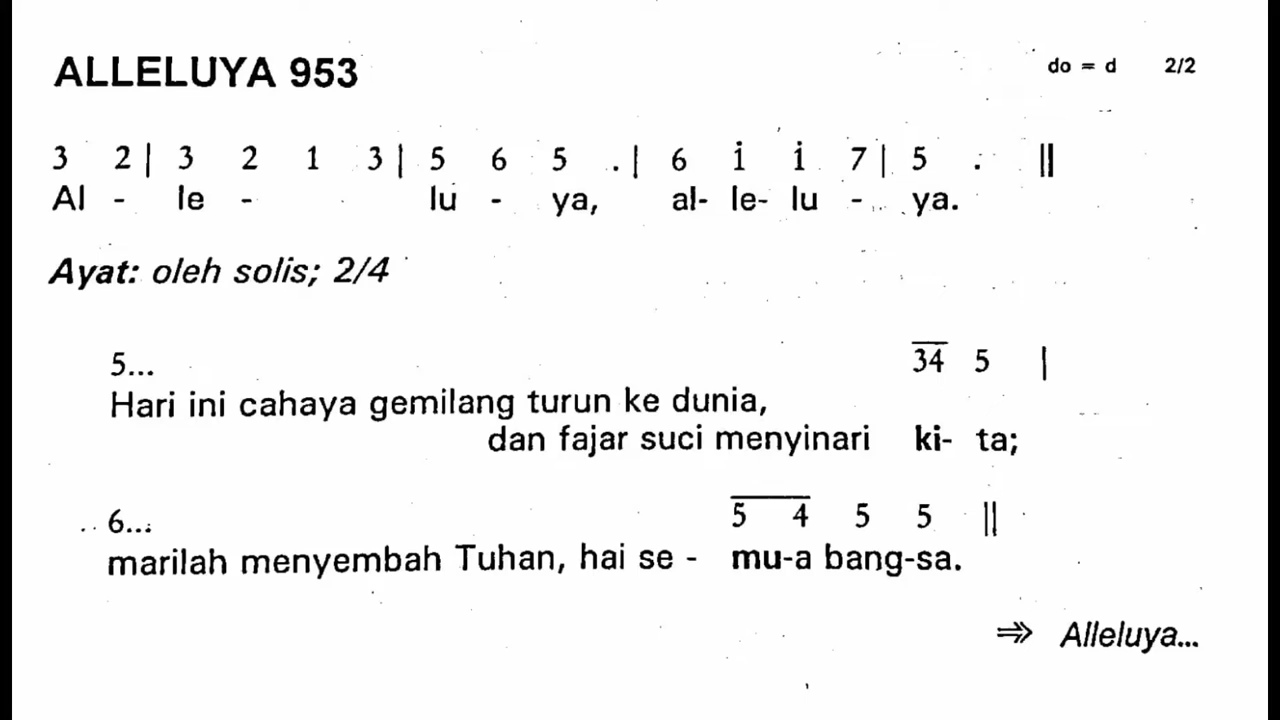 ALLELUYA 953 do = d 2/2
3 2 | 3 2 1 3 | 5 6 5 . | 6 i̇ i̇ 7 | 5 . ||
Al - le - lu - ya, al- le- lu - ya.
Ayat: oleh solis; 2/4
5... 34 5 |
Hari ini cahaya gemilang turun ke dunia,
dan fajar suci menyinari ki- ta;
6... 5 4 5 5 ||
marilah menyembah Tuhan, hai se - mu-a bang-sa.
⇒ Alleluya...